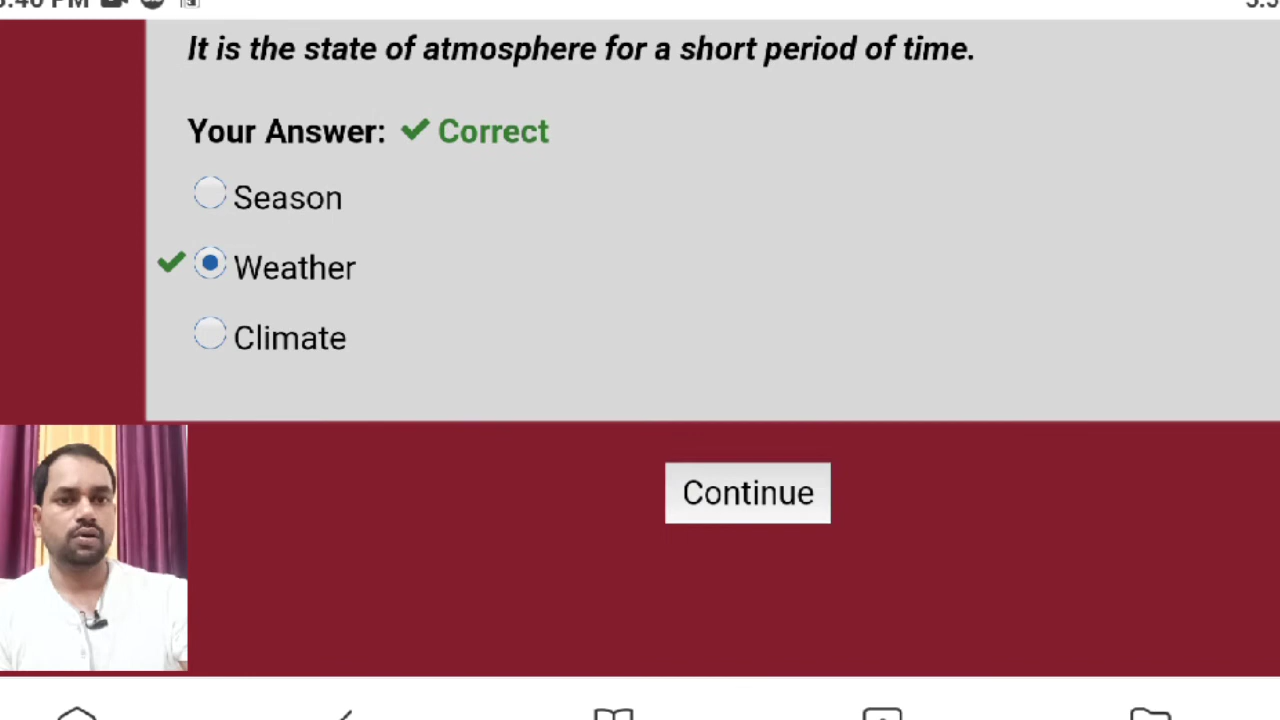 It is the state of atmosphere for a short period of time.
Your Answer: ✔ Correct
Season
✔ Weather
Climate
Continue